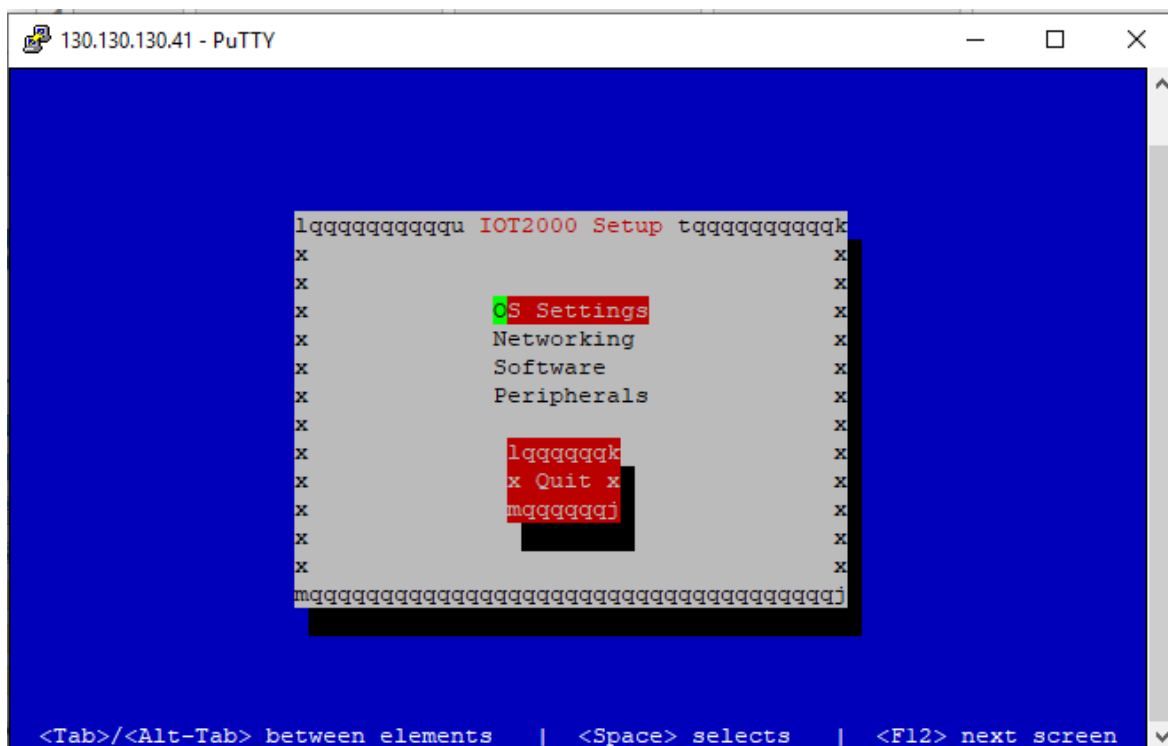 130.130.130.41 - PuTTY
lqqqqqqqqqqu IOT2000 Setup tqqqqqqqqqqk
x x
x x
x OS Settings x
x Networking x
x Software x
x Peripherals x
x x
x lqqqqqqk x
x x Quit x x
x mqqqqqqj x
x x
x x
mqqqqqqqqqqqqqqqqqqqqqqqqqqqqqqqqqqqqqj
<Tab>/<Alt-Tab> between elements | <Space> selects | <F12> next screen